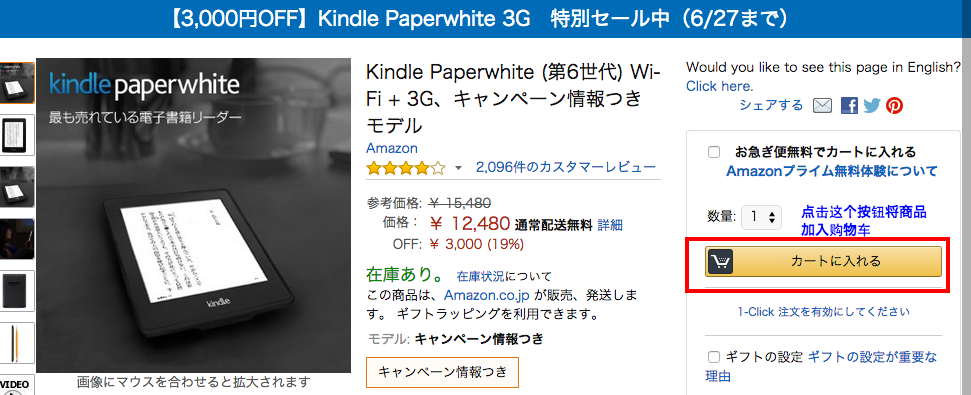 【3,000円OFF】Kindle Paperwhite 3G 特別セール中（6/27まで）
kindle paperwhite
最も売れている電子書籍リーダー
kindle
VIDEO
画像にマウスを合わせると拡大されます
Kindle Paperwhite (第6世代) Wi-
Fi + 3G、キャンペーン情報つき
モデル
Amazon
2,096件のカスタマーレビュー
参考価格: ￥ 15,480
価格： ￥ 12,480 通常配送無料 詳細
OFF: ￥ 3,000 (19%)
在庫あり。 在庫状況について
この商品は、Amazon.co.jp が販売、発送しま
す。 ギフトラッピングを利用できます。
モデル: キャンペーン情報つき
キャンペーン情報つき
Would you like to see this page in English?
Click here.
シェアする
お急ぎ便無料でカートに入れる
Amazonプライム無料体験について
数量: 1
点击这个按钮将商品
加入购物车
カートに入れる
1-Click 注文を有効にしてください
ギフトの設定 ギフトの設定が重要な
理由